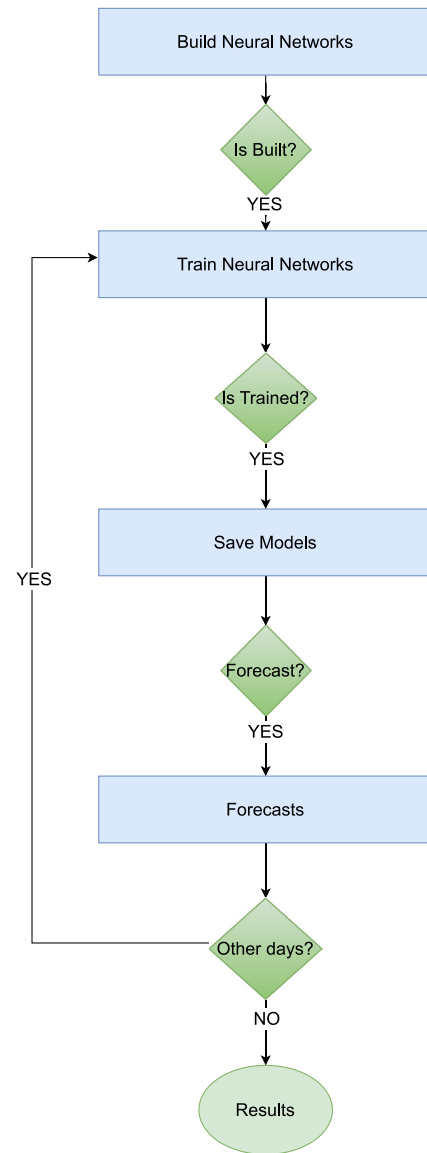 Build Neural Networks
Is Built?
YES
Train Neural Networks
Is Trained?
YES
Save Models
YES
Forecast?
YES
Forecasts
Other days?
NO
Results